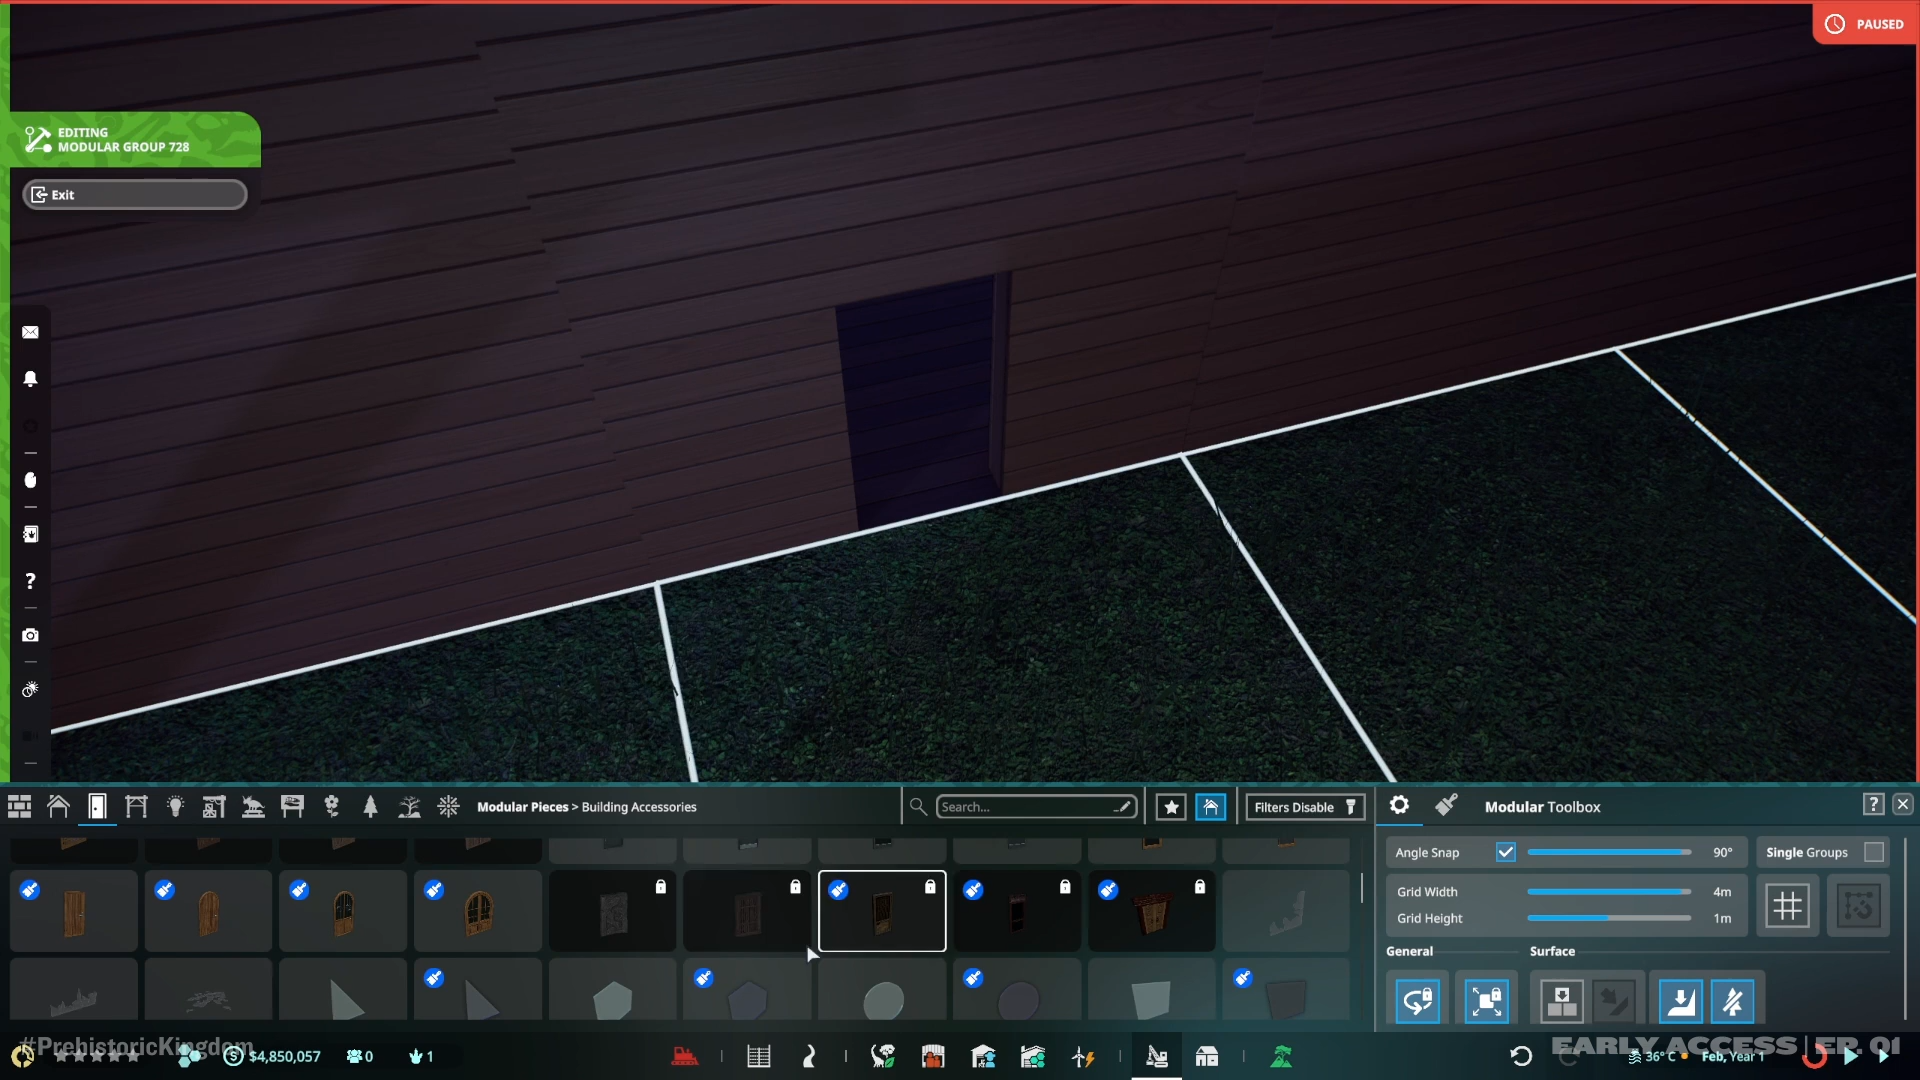 PAUSED
EDITING
MODULAR GROUP 728
Exit
?
Modular Pieces > Building Accessories
Search...
Filters Disable
Modular Toolbox
?
Angle Snap
90°
Single Groups
Grid Width
4m
Grid Height
1m
General
Surface
#PrehistoricKingdom
$4,850,057
0
1
EARLY ACCESS | EP. 01
36° C
Feb, Year 1